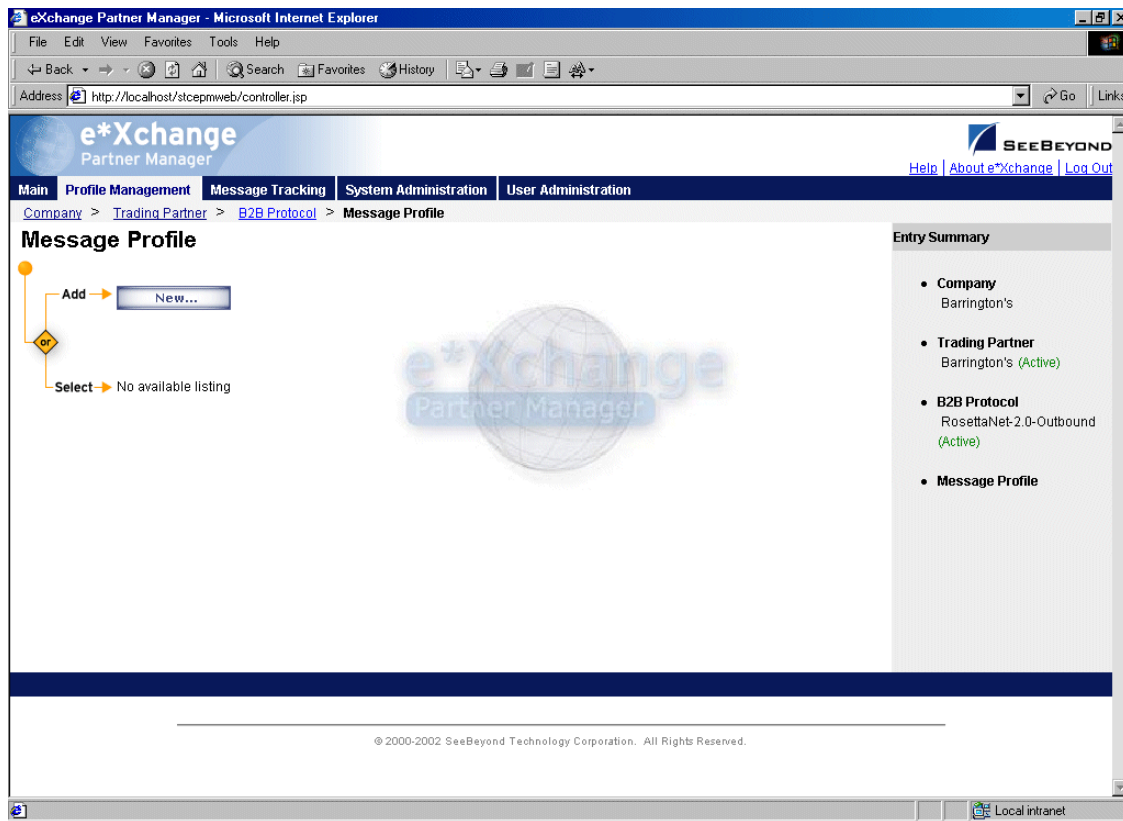 eXchange Partner Manager - Microsoft Internet Explorer
File Edit View Favorites Tools Help
Back Search Favorites History
Address http://localhost/stcepmweb/controller.jsp Go Links
e*Xchange
Partner Manager
SEEBEYOND
Help | About e*Xchange | Log Out
Main Profile Management Message Tracking System Administration User Administration
Company > Trading Partner > B2B Protocol > Message Profile
Message Profile
Add New...
or
Select No available listing
e*Xchange
Partner Manager
Entry Summary
• Company
Barrington's
• Trading Partner
Barrington's (Active)
• B2B Protocol
RosettaNet-2.0-Outbound
(Active)
• Message Profile
© 2000-2002 SeeBeyond Technology Corporation. All Rights Reserved.
Local intranet